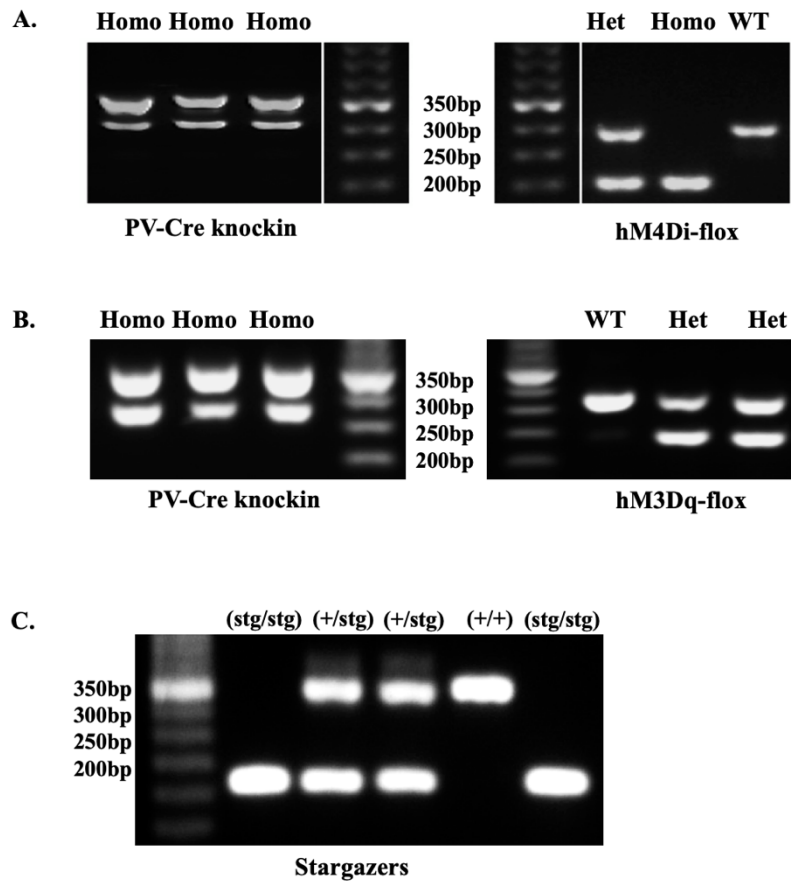 A.
Homo Homo Homo
Het Homo WT
350bp
300bp
250bp
200bp
PV-Cre knockin
hM4Di-flox
B.
Homo Homo Homo
WT Het Het
350bp
300bp
250bp
200bp
PV-Cre knockin
hM3Dq-flox
C.
(stg/stg) (+/stg) (+/stg) (+/+) (stg/stg)
350bp
300bp
250bp
200bp
Stargazers